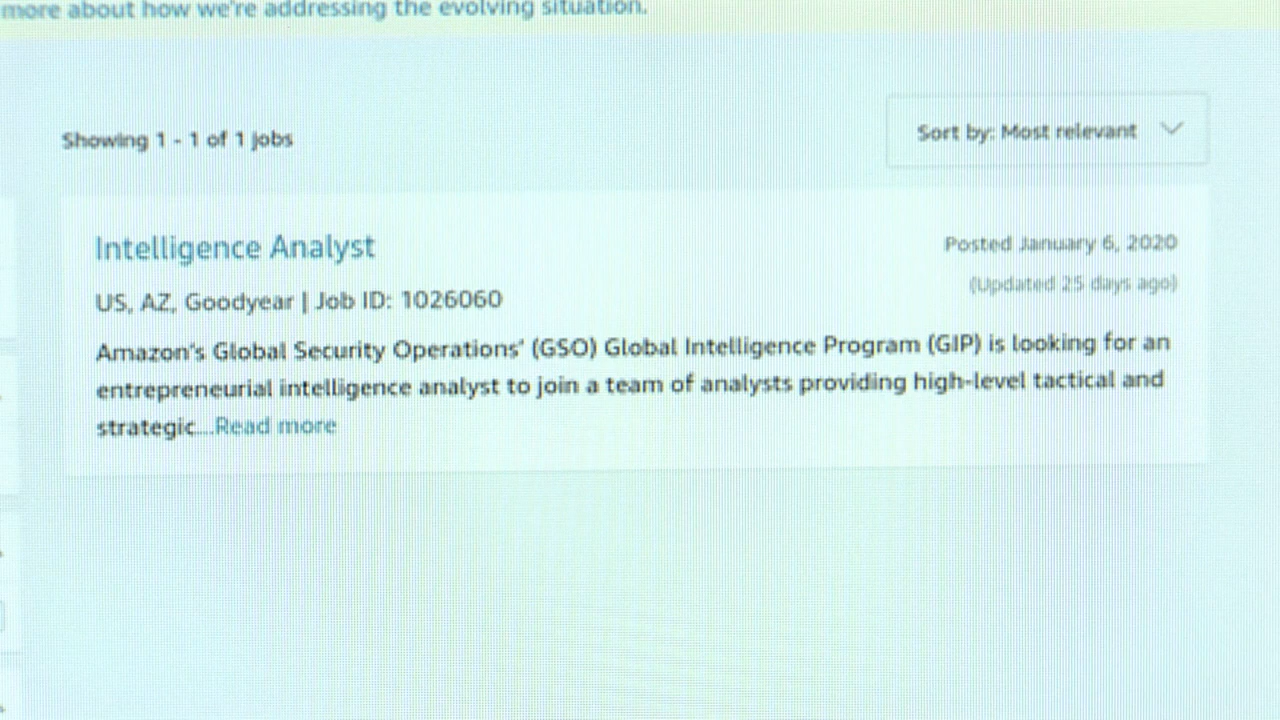 more about how we're addressing the evolving situation.
Showing 1 - 1 of 1 jobs
Sort by: Most relevant
Intelligence Analyst
Posted January 6, 2020
(Updated 25 days ago)
US, AZ, Goodyear | Job ID: 1026060
Amazon's Global Security Operations' (GSO) Global Intelligence Program (GIP) is looking for an
entrepreneurial intelligence analyst to join a team of analysts providing high-level tactical and
strategic...Read more